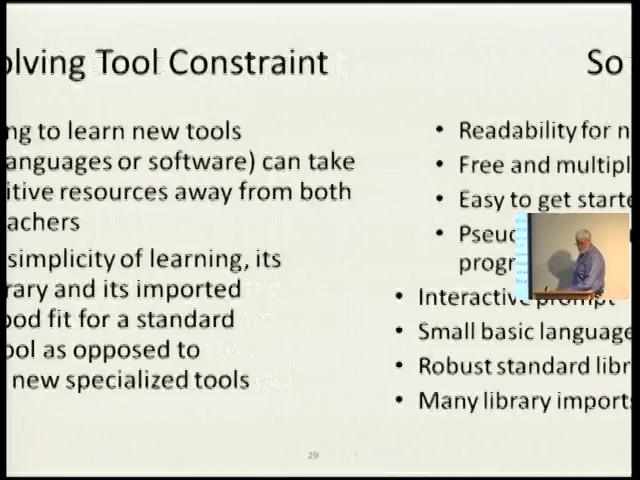 olving Tool Constraint
ng to learn new tools
anguages or software) can take
itive resources away from both
achers
simplicity of learning, its
rary and its imported
ood fit for a standard
ool as opposed to
new specialized tools
So
• Readability for n
• Free and multipl
• Easy to get starte
• Pseu
progr
• Interactive prompt
• Small basic language
• Robust standard libr
• Many library imports
29